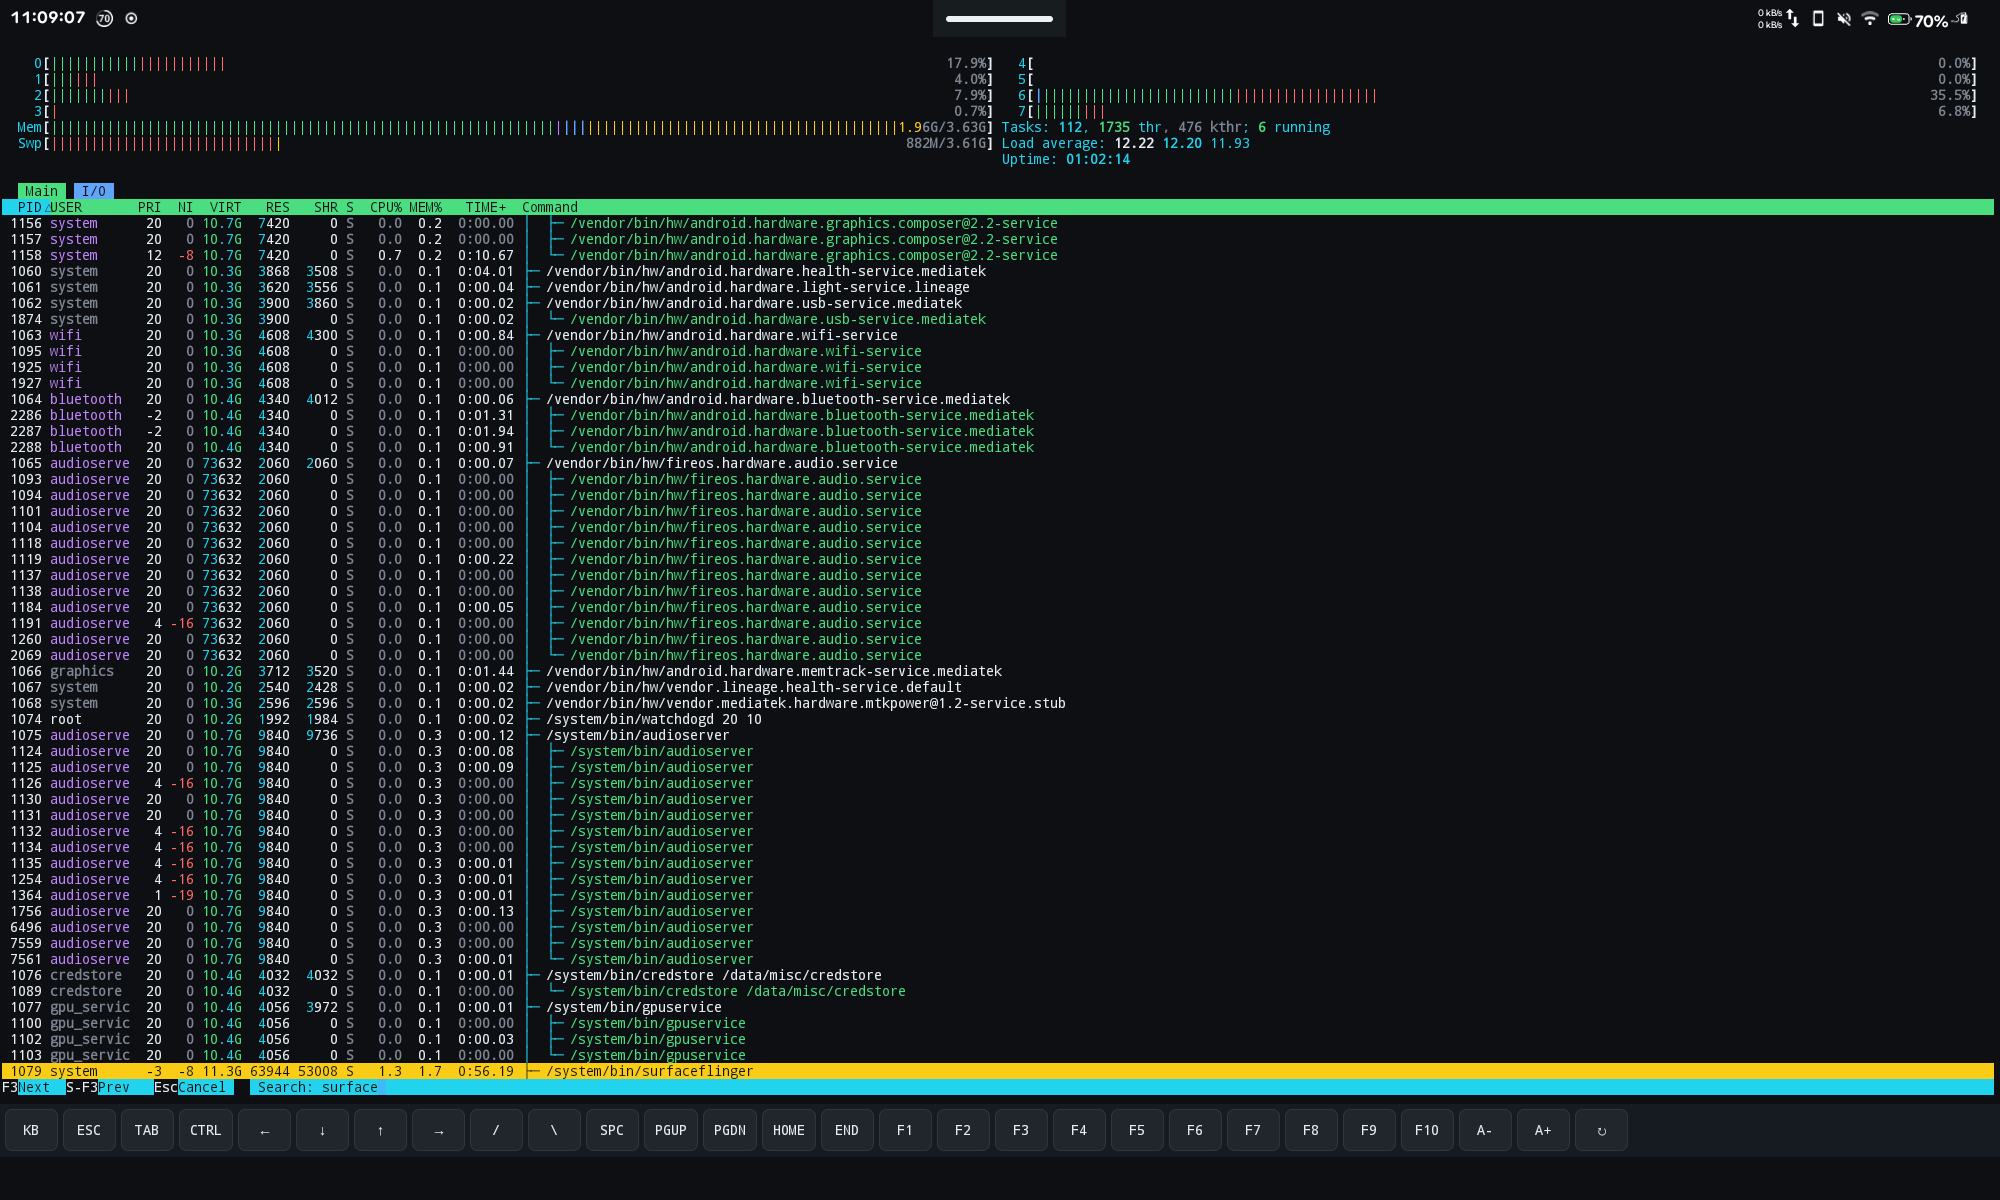 11:09:07 70 0 kB/s 0 kB/s 70%
0[ 17.9%] 4[ 0.0%]
1[ 4.0%] 5[ 0.0%]
2[ 7.9%] 6[ 35.5%]
3[ 0.7%] 7[ 6.8%]
Mem[ 1.96G/3.63G] Tasks: 112, 1735 thr, 476 kthr; 6 running
Swp[ 882M/3.61G] Load average: 12.22 12.20 11.93
Uptime: 01:02:14
Main I/O
PID△USER PRI NI VIRT RES SHR S CPU% MEM% TIME+ Command
1156 system 20 0 10.7G 7420 0 S 0.0 0.2 0:00.00 │ ├─ /vendor/bin/hw/android.hardware.graphics.composer@2.2-service
1157 system 20 0 10.7G 7420 0 S 0.0 0.2 0:00.00 │ ├─ /vendor/bin/hw/android.hardware.graphics.composer@2.2-service
1158 system 12 -8 10.7G 7420 0 S 0.7 0.2 0:10.67 │ └─ /vendor/bin/hw/android.hardware.graphics.composer@2.2-service
1060 system 20 0 10.3G 3868 3508 S 0.0 0.1 0:04.01 ├─ /vendor/bin/hw/android.hardware.health-service.mediatek
1061 system 20 0 10.3G 3620 3556 S 0.0 0.1 0:00.04 ├─ /vendor/bin/hw/android.hardware.light-service.lineage
1062 system 20 0 10.3G 3900 3860 S 0.0 0.1 0:00.02 ├─ /vendor/bin/hw/android.hardware.usb-service.mediatek
1874 system 20 0 10.3G 3900 0 S 0.0 0.1 0:00.02 │ └─ /vendor/bin/hw/android.hardware.usb-service.mediatek
1063 wifi 20 0 10.3G 4608 4300 S 0.0 0.1 0:00.84 ├─ /vendor/bin/hw/android.hardware.wifi-service
1095 wifi 20 0 10.3G 4608 0 S 0.0 0.1 0:00.00 │ ├─ /vendor/bin/hw/android.hardware.wifi-service
1925 wifi 20 0 10.3G 4608 0 S 0.0 0.1 0:00.00 │ ├─ /vendor/bin/hw/android.hardware.wifi-service
1927 wifi 20 0 10.3G 4608 0 S 0.0 0.1 0:00.00 │ └─ /vendor/bin/hw/android.hardware.wifi-service
1064 bluetooth 20 0 10.4G 4340 4012 S 0.0 0.1 0:00.06 ├─ /vendor/bin/hw/android.hardware.bluetooth-service.mediatek
2286 bluetooth -2 0 10.4G 4340 0 S 0.0 0.1 0:01.31 │ ├─ /vendor/bin/hw/android.hardware.bluetooth-service.mediatek
2287 bluetooth -2 0 10.4G 4340 0 S 0.0 0.1 0:01.94 │ ├─ /vendor/bin/hw/android.hardware.bluetooth-service.mediatek
2288 bluetooth 20 0 10.4G 4340 0 S 0.0 0.1 0:00.91 │ └─ /vendor/bin/hw/android.hardware.bluetooth-service.mediatek
1065 audioserve 20 0 73632 2060 2060 S 0.0 0.1 0:00.07 ├─ /vendor/bin/hw/fireos.hardware.audio.service
1093 audioserve 20 0 73632 2060 0 S 0.0 0.1 0:00.00 │ ├─ /vendor/bin/hw/fireos.hardware.audio.service
1094 audioserve 20 0 73632 2060 0 S 0.0 0.1 0:00.00 │ ├─ /vendor/bin/hw/fireos.hardware.audio.service
1101 audioserve 20 0 73632 2060 0 S 0.0 0.1 0:00.00 │ ├─ /vendor/bin/hw/fireos.hardware.audio.service
1104 audioserve 20 0 73632 2060 0 S 0.0 0.1 0:00.00 │ ├─ /vendor/bin/hw/fireos.hardware.audio.service
1118 audioserve 20 0 73632 2060 0 S 0.0 0.1 0:00.00 │ ├─ /vendor/bin/hw/fireos.hardware.audio.service
1119 audioserve 20 0 73632 2060 0 S 0.0 0.1 0:00.22 │ ├─ /vendor/bin/hw/fireos.hardware.audio.service
1137 audioserve 20 0 73632 2060 0 S 0.0 0.1 0:00.00 │ ├─ /vendor/bin/hw/fireos.hardware.audio.service
1138 audioserve 20 0 73632 2060 0 S 0.0 0.1 0:00.00 │ ├─ /vendor/bin/hw/fireos.hardware.audio.service
1184 audioserve 20 0 73632 2060 0 S 0.0 0.1 0:00.05 │ ├─ /vendor/bin/hw/fireos.hardware.audio.service
1191 audioserve 4 -16 73632 2060 0 S 0.0 0.1 0:00.00 │ ├─ /vendor/bin/hw/fireos.hardware.audio.service
1260 audioserve 20 0 73632 2060 0 S 0.0 0.1 0:00.00 │ ├─ /vendor/bin/hw/fireos.hardware.audio.service
2069 audioserve 20 0 73632 2060 0 S 0.0 0.1 0:00.00 │ └─ /vendor/bin/hw/fireos.hardware.audio.service
1066 graphics 20 0 10.2G 3712 3520 S 0.0 0.1 0:01.44 ├─ /vendor/bin/hw/android.hardware.memtrack-service.mediatek
1067 system 20 0 10.2G 2540 2428 S 0.0 0.1 0:00.02 ├─ /vendor/bin/hw/vendor.lineage.health-service.default
1068 system 20 0 10.3G 2596 2596 S 0.0 0.1 0:00.02 ├─ /vendor/bin/hw/vendor.mediatek.hardware.mtkpower@1.2-service.stub
1074 root 20 0 10.2G 1992 1984 S 0.0 0.1 0:00.02 ├─ /system/bin/watchdogd 20 10
1075 audioserve 20 0 10.7G 9840 9736 S 0.0 0.3 0:00.12 ├─ /system/bin/audioserver
1124 audioserve 20 0 10.7G 9840 0 S 0.0 0.3 0:00.08 │ ├─ /system/bin/audioserver
1125 audioserve 20 0 10.7G 9840 0 S 0.0 0.3 0:00.09 │ ├─ /system/bin/audioserver
1126 audioserve 4 -16 10.7G 9840 0 S 0.0 0.3 0:00.00 │ ├─ /system/bin/audioserver
1130 audioserve 20 0 10.7G 9840 0 S 0.0 0.3 0:00.00 │ ├─ /system/bin/audioserver
1131 audioserve 20 0 10.7G 9840 0 S 0.0 0.3 0:00.00 │ ├─ /system/bin/audioserver
1132 audioserve 4 -16 10.7G 9840 0 S 0.0 0.3 0:00.00 │ ├─ /system/bin/audioserver
1134 audioserve 4 -16 10.7G 9840 0 S 0.0 0.3 0:00.00 │ ├─ /system/bin/audioserver
1135 audioserve 4 -16 10.7G 9840 0 S 0.0 0.3 0:00.01 │ ├─ /system/bin/audioserver
1254 audioserve 4 -16 10.7G 9840 0 S 0.0 0.3 0:00.01 │ ├─ /system/bin/audioserver
1364 audioserve 1 -19 10.7G 9840 0 S 0.0 0.3 0:00.01 │ ├─ /system/bin/audioserver
1756 audioserve 20 0 10.7G 9840 0 S 0.0 0.3 0:00.13 │ ├─ /system/bin/audioserver
6496 audioserve 20 0 10.7G 9840 0 S 0.0 0.3 0:00.00 │ ├─ /system/bin/audioserver
7559 audioserve 20 0 10.7G 9840 0 S 0.0 0.3 0:00.00 │ ├─ /system/bin/audioserver
7561 audioserve 20 0 10.7G 9840 0 S 0.0 0.3 0:00.01 │ └─ /system/bin/audioserver
1076 credstore 20 0 10.4G 4032 4032 S 0.0 0.1 0:00.01 ├─ /system/bin/credstore /data/misc/credstore
1089 credstore 20 0 10.4G 4032 0 S 0.0 0.1 0:00.00 │ └─ /system/bin/credstore /data/misc/credstore
1077 gpu_servic 20 0 10.4G 4056 3972 S 0.0 0.1 0:00.01 ├─ /system/bin/gpuservice
1100 gpu_servic 20 0 10.4G 4056 0 S 0.0 0.1 0:00.00 │ ├─ /system/bin/gpuservice
1102 gpu_servic 20 0 10.4G 4056 0 S 0.0 0.1 0:00.03 │ ├─ /system/bin/gpuservice
1103 gpu_servic 20 0 10.4G 4056 0 S 0.0 0.1 0:00.00 │ └─ /system/bin/gpuservice
1079 system -3 -8 11.3G 63944 53008 S 1.3 1.7 0:56.19 ├─ /system/bin/surfaceflinger
F3Next S-F3Prev EscCancel Search: surface
KB ESC TAB CTRL ← ↓ ↑ → / \ SPC PGUP PGDN HOME END F1 F2 F3 F4 F5 F6 F7 F8 F9 F10 A- A+ ↻